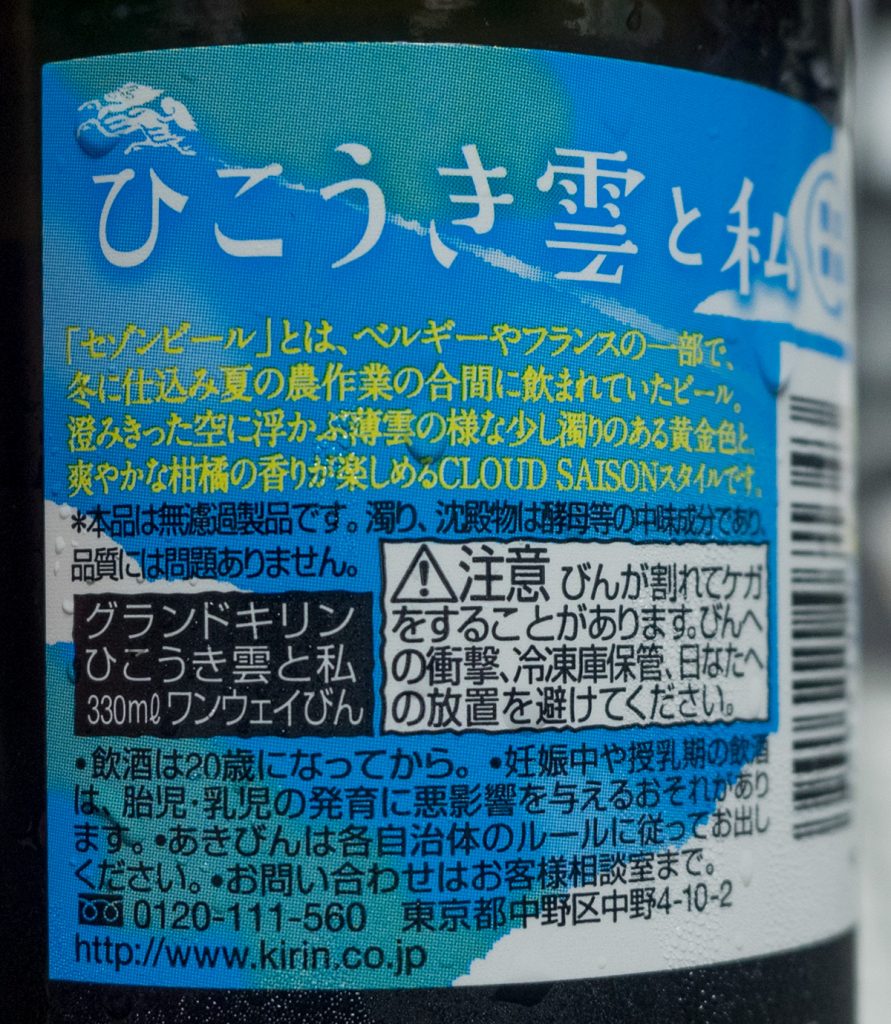 ひこうき雲と私
「セゾンビール」とは、ベルギーやフランスの一部で、
冬に仕込み夏の農作業の合間に飲まれていたビール。
澄みきった空に浮かぶ薄雲の様な少し濁りのある黄金色と、
爽やかな柑橘の香りが楽しめるCLOUD SAISONスタイルです。
*本品は無濾過製品です。濁り、沈殿物は酵母等の中味成分であり、
品質には問題ありません。
グランドキリン
ひこうき雲と私
330mlワンウェイびん
⚠注意 びんが割れてケガ
をすることがあります。びんへ
の衝撃、冷凍庫保管、日なたへ
の放置を避けてください。
・飲酒は20歳になってから。・妊娠中や授乳期の飲酒
は、胎児・乳児の発育に悪影響を与えるおそれがあり
ます。・あきびんは各自治体のルールに従ってお出し
ください。・お問い合わせはお客様相談室まで。
0120-111-560 東京都中野区中野4-10-2
http://www.kirin.co.jp